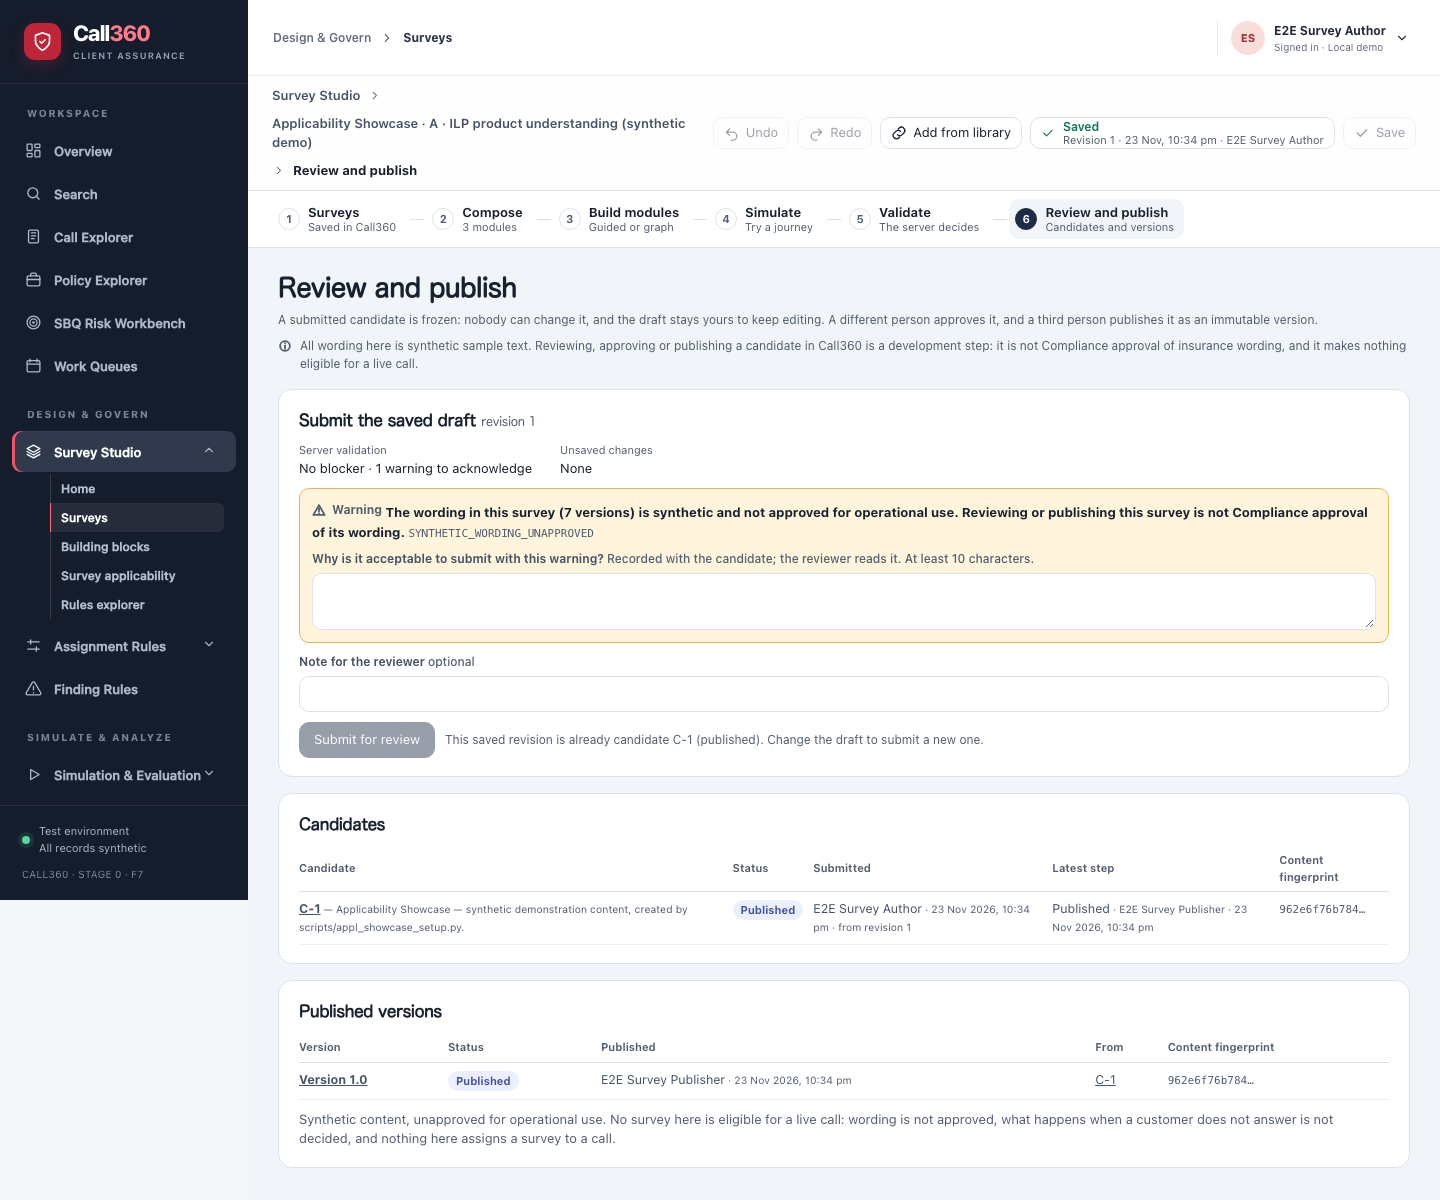 Call360
CLIENT ASSURANCE
WORKSPACE
Overview
Search
Call Explorer
Policy Explorer
SBQ Risk Workbench
Work Queues
DESIGN & GOVERN
Survey Studio
Home
Surveys
Building blocks
Survey applicability
Rules explorer
Assignment Rules
Finding Rules
SIMULATE & ANALYZE
Simulation & Evaluation
Test environment
All records synthetic
CALL360 · STAGE 0 · F7
Design & Govern
Surveys
ES
E2E Survey Author
Signed in · Local demo
Survey Studio
Applicability Showcase · A · ILP product understanding (synthetic
demo)
Review and publish
Undo
Redo
Add from library
Saved
Revision 1 · 23 Nov, 10:34 pm · E2E Survey Author
Save
1 Surveys
Saved in Call360
2 Compose
3 modules
3 Build modules
Guided or graph
4 Simulate
Try a journey
5 Validate
The server decides
6 Review and publish
Candidates and versions
Review and publish
A submitted candidate is frozen: nobody can change it, and the draft stays yours to keep editing. A different person approves it, and a third person publishes it as an immutable version.
All wording here is synthetic sample text. Reviewing, approving or publishing a candidate in Call360 is a development step: it is not Compliance approval of insurance wording, and it makes nothing
eligible for a live call.
Submit the saved draft revision 1
Server validation
No blocker · 1 warning to acknowledge
Unsaved changes
None
Warning The wording in this survey (7 versions) is synthetic and not approved for operational use. Reviewing or publishing this survey is not Compliance approval
of its wording. SYNTHETIC_WORDING_UNAPPROVED
Why is it acceptable to submit with this warning? Recorded with the candidate; the reviewer reads it. At least 10 characters.
Note for the reviewer optional
Submit for review
This saved revision is already candidate C-1 (published). Change the draft to submit a new one.
Candidates
Candidate
Status
Submitted
Latest step
Content
fingerprint
C-1 — Applicability Showcase — synthetic demonstration content, created by
scripts/appl_showcase_setup.py.
Published
E2E Survey Author · 23 Nov 2026, 10:34
pm · from revision 1
Published · E2E Survey Publisher · 23
Nov 2026, 10:34 pm
962e6f76b784…
Published versions
Version
Status
Published
From
Content fingerprint
Version 1.0
Published
E2E Survey Publisher · 23 Nov 2026, 10:34 pm
C-1
962e6f76b784…
Synthetic content, unapproved for operational use. No survey here is eligible for a live call: wording is not approved, what happens when a customer does not answer is not
decided, and nothing here assigns a survey to a call.